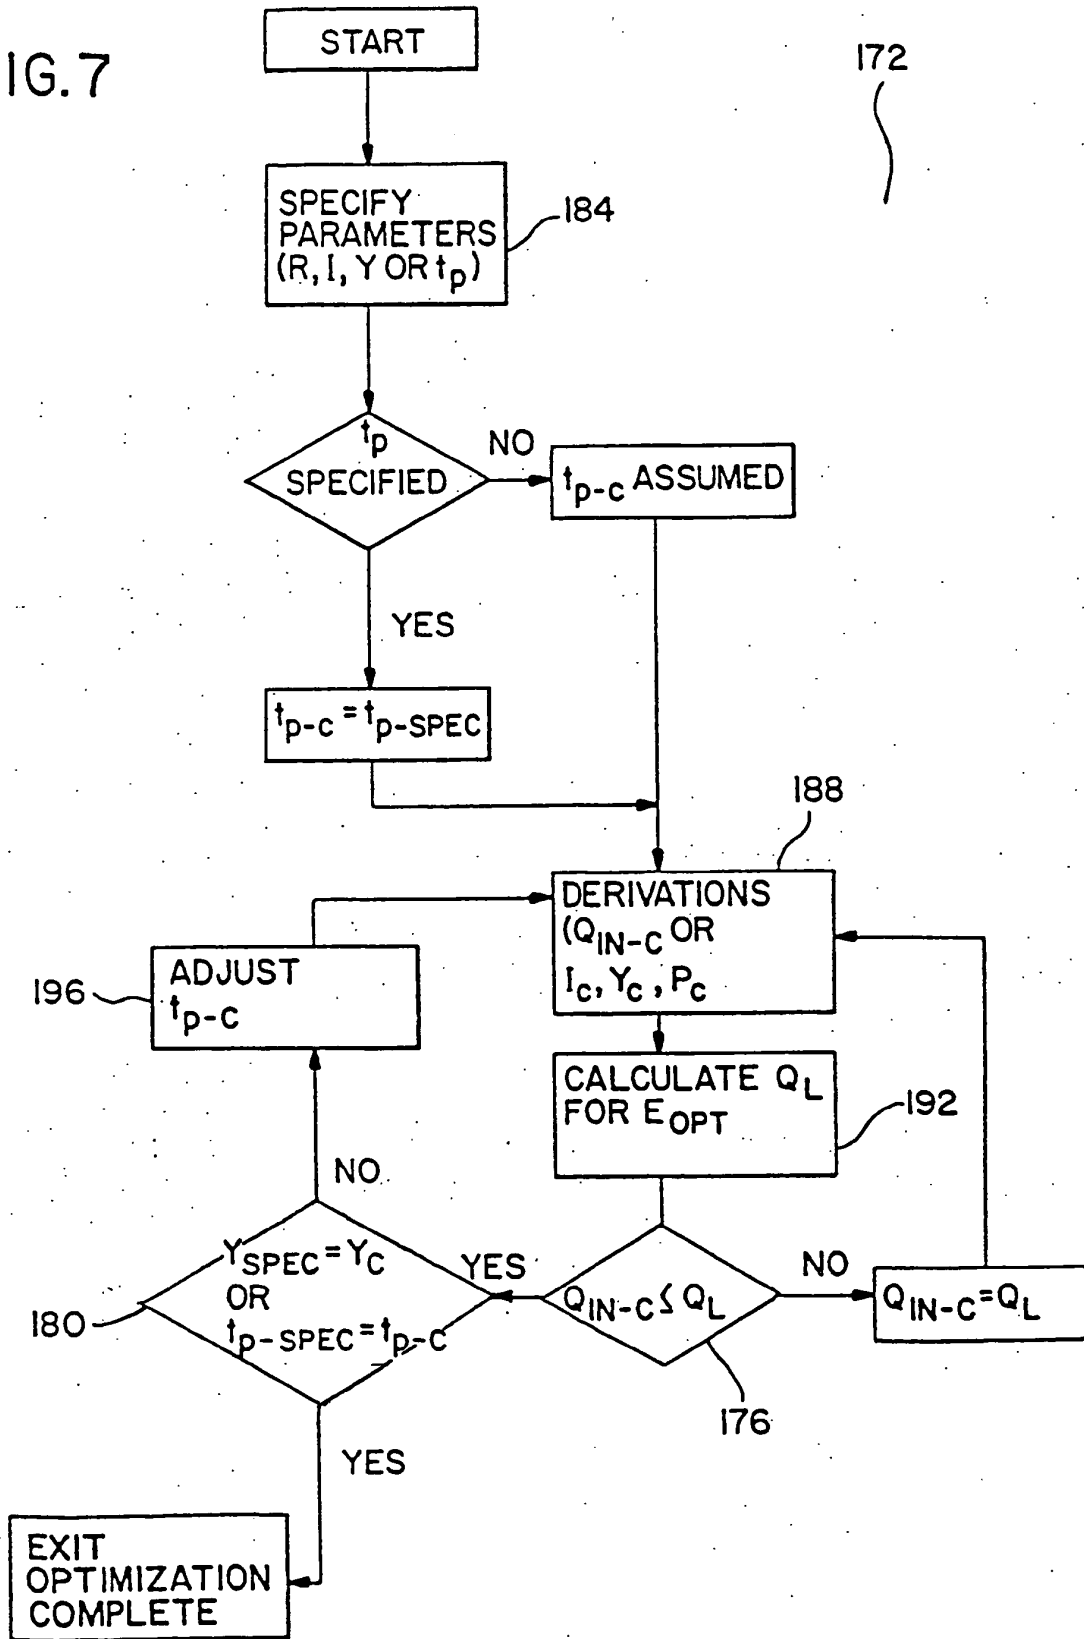 IG. 7
START
172
SPECIFY
PARAMETERS
(R, I, Y OR tp)
184
tp
SPECIFIED
NO
tp-c ASSUMED
YES
tp-c = tp-SPEC
188
DERIVATIONS
(QIN-C OR
Ic, Yc, Pc
ADJUST
tp-c
196
CALCULATE QL
FOR EOPT
192
NO
YSPEC = YC
OR
tp-SPEC = tp-c
180
YES
QIN-C ≤ QL
NO
QIN-C = QL
176
YES
EXIT
OPTIMIZATION
COMPLETE